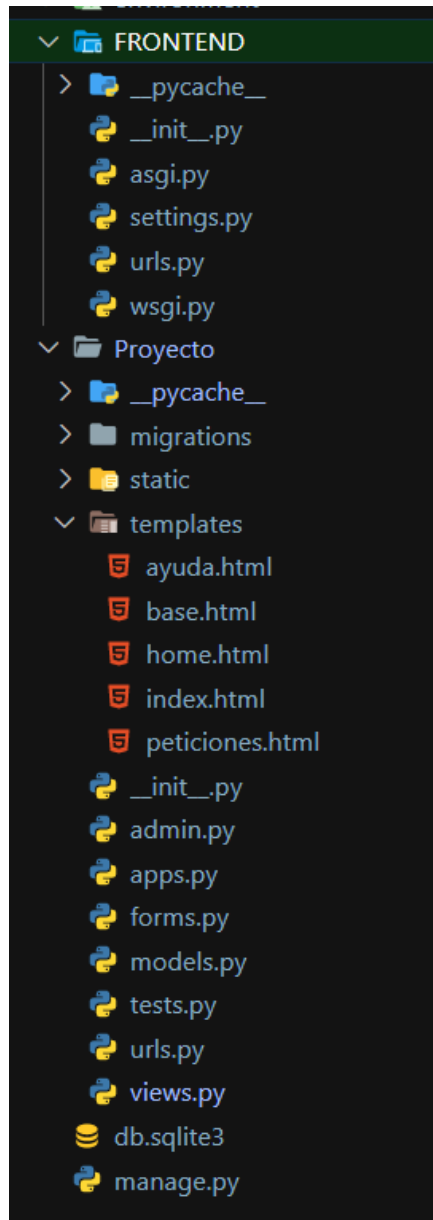 environment
FRONTEND
__pycache__
__init__.py
asgi.py
settings.py
urls.py
wsgi.py
Proyecto
__pycache__
migrations
static
templates
ayuda.html
base.html
home.html
index.html
peticiones.html
__init__.py
admin.py
apps.py
forms.py
models.py
tests.py
urls.py
views.py
db.sqlite3
manage.py